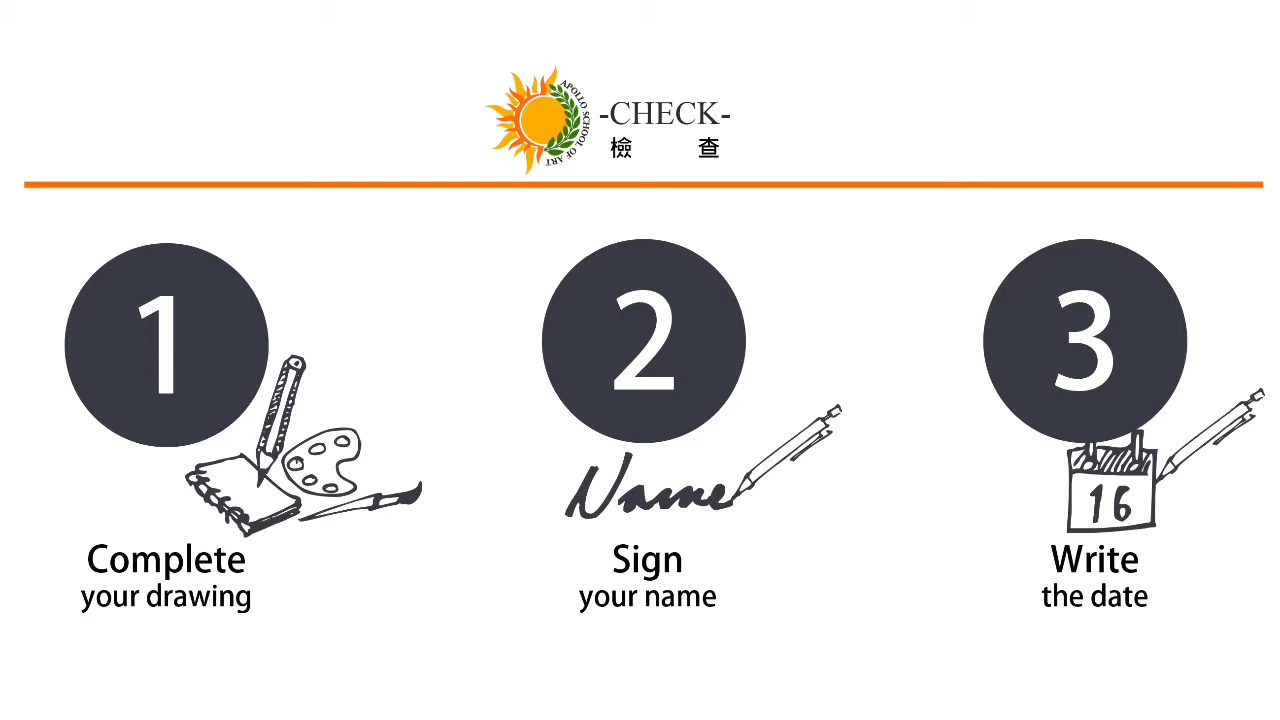 APOLLO SCHOOL OF ART
-CHECK-
檢 查
1
2
3
Name
16
Complete
your drawing
Sign
your name
Write
the date